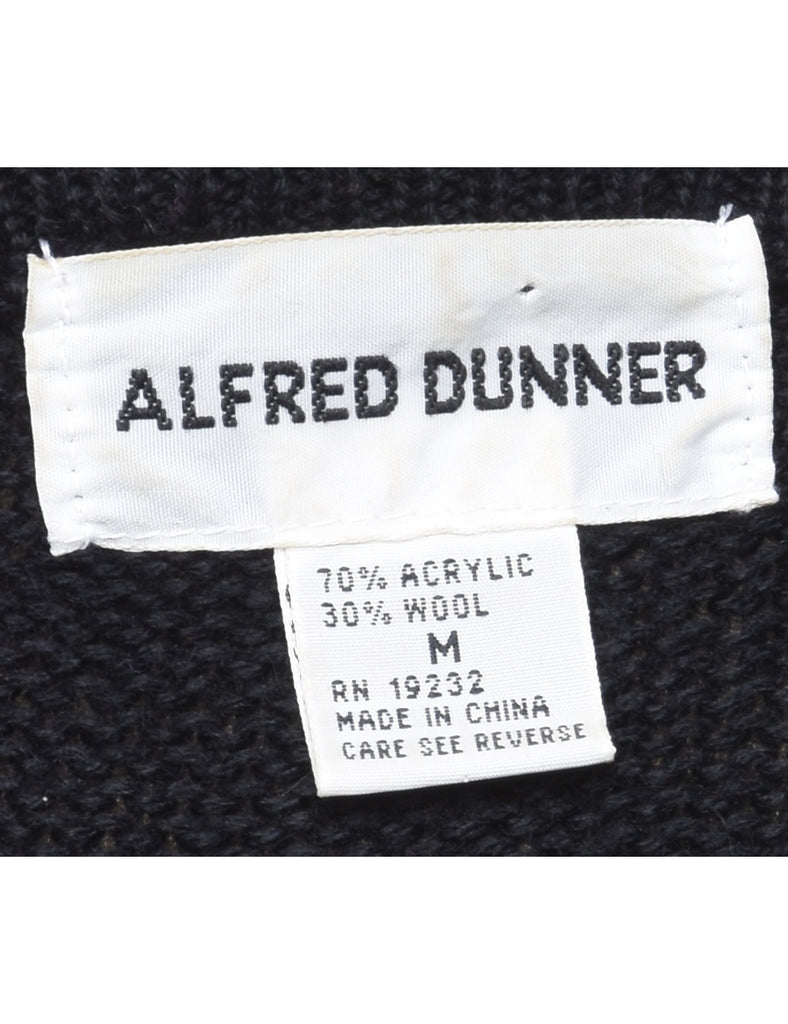 ALFRED DUNNER
70% ACRYLIC
30% WOOL
M
RN 19232
MADE IN CHINA
CARE SEE REVERSE